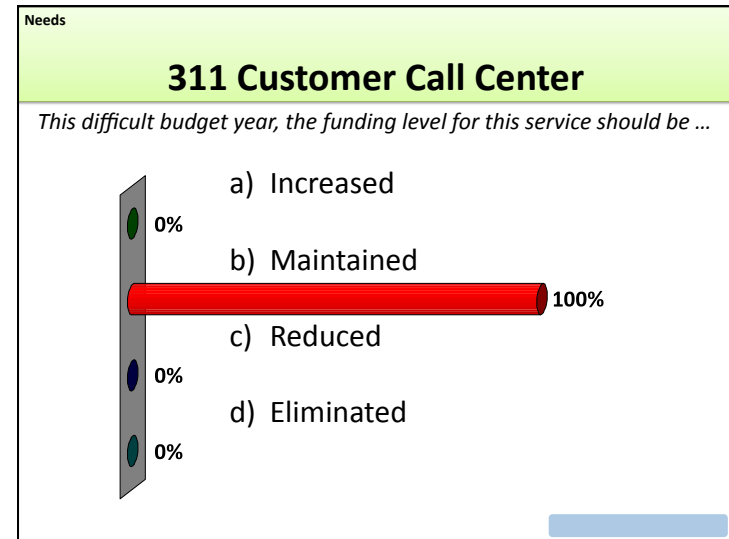 Needs
311 Customer Call Center
This difficult budget year, the funding level for this service should be ...
a) Increased
0%
b) Maintained
100%
c) Reduced
0%
d) Eliminated
0%